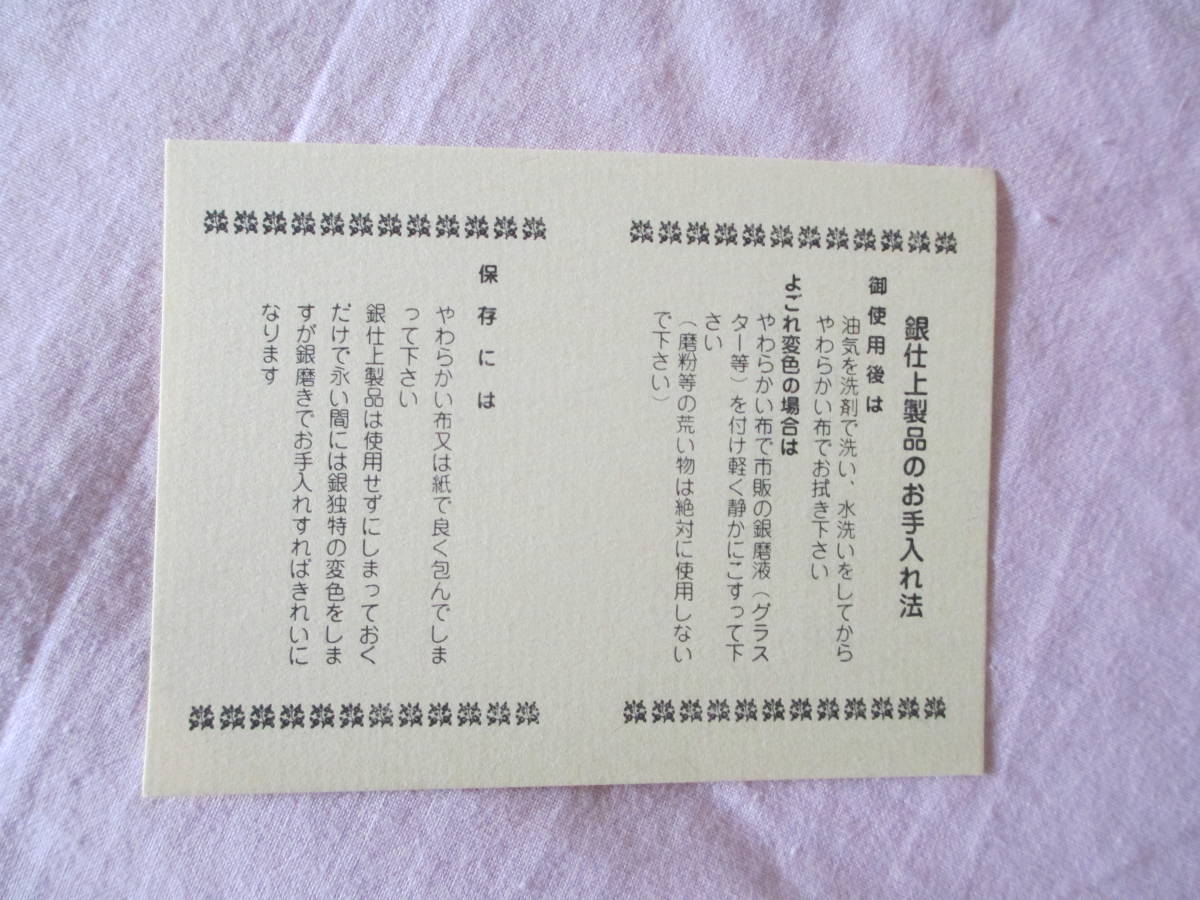 銀仕上製品のお手入れ法
御使用後は
油気を洗剤で洗い、水洗いをしてから
やわらかい布でお拭き下さい
よごれ変色の場合は
やわらかい布で市販の銀磨液(グラス
ター等)を付け軽く静かにこすって下
さい
(磨粉等の荒い物は絶対に使用しない
で下さい)
保存には
やわらかい布又は紙で良く包んでしま
って下さい
銀仕上製品は使用せずにしまっておく
だけで永い間には銀独特の変色をしま
すが銀磨きでお手入れすればきれいに
なります